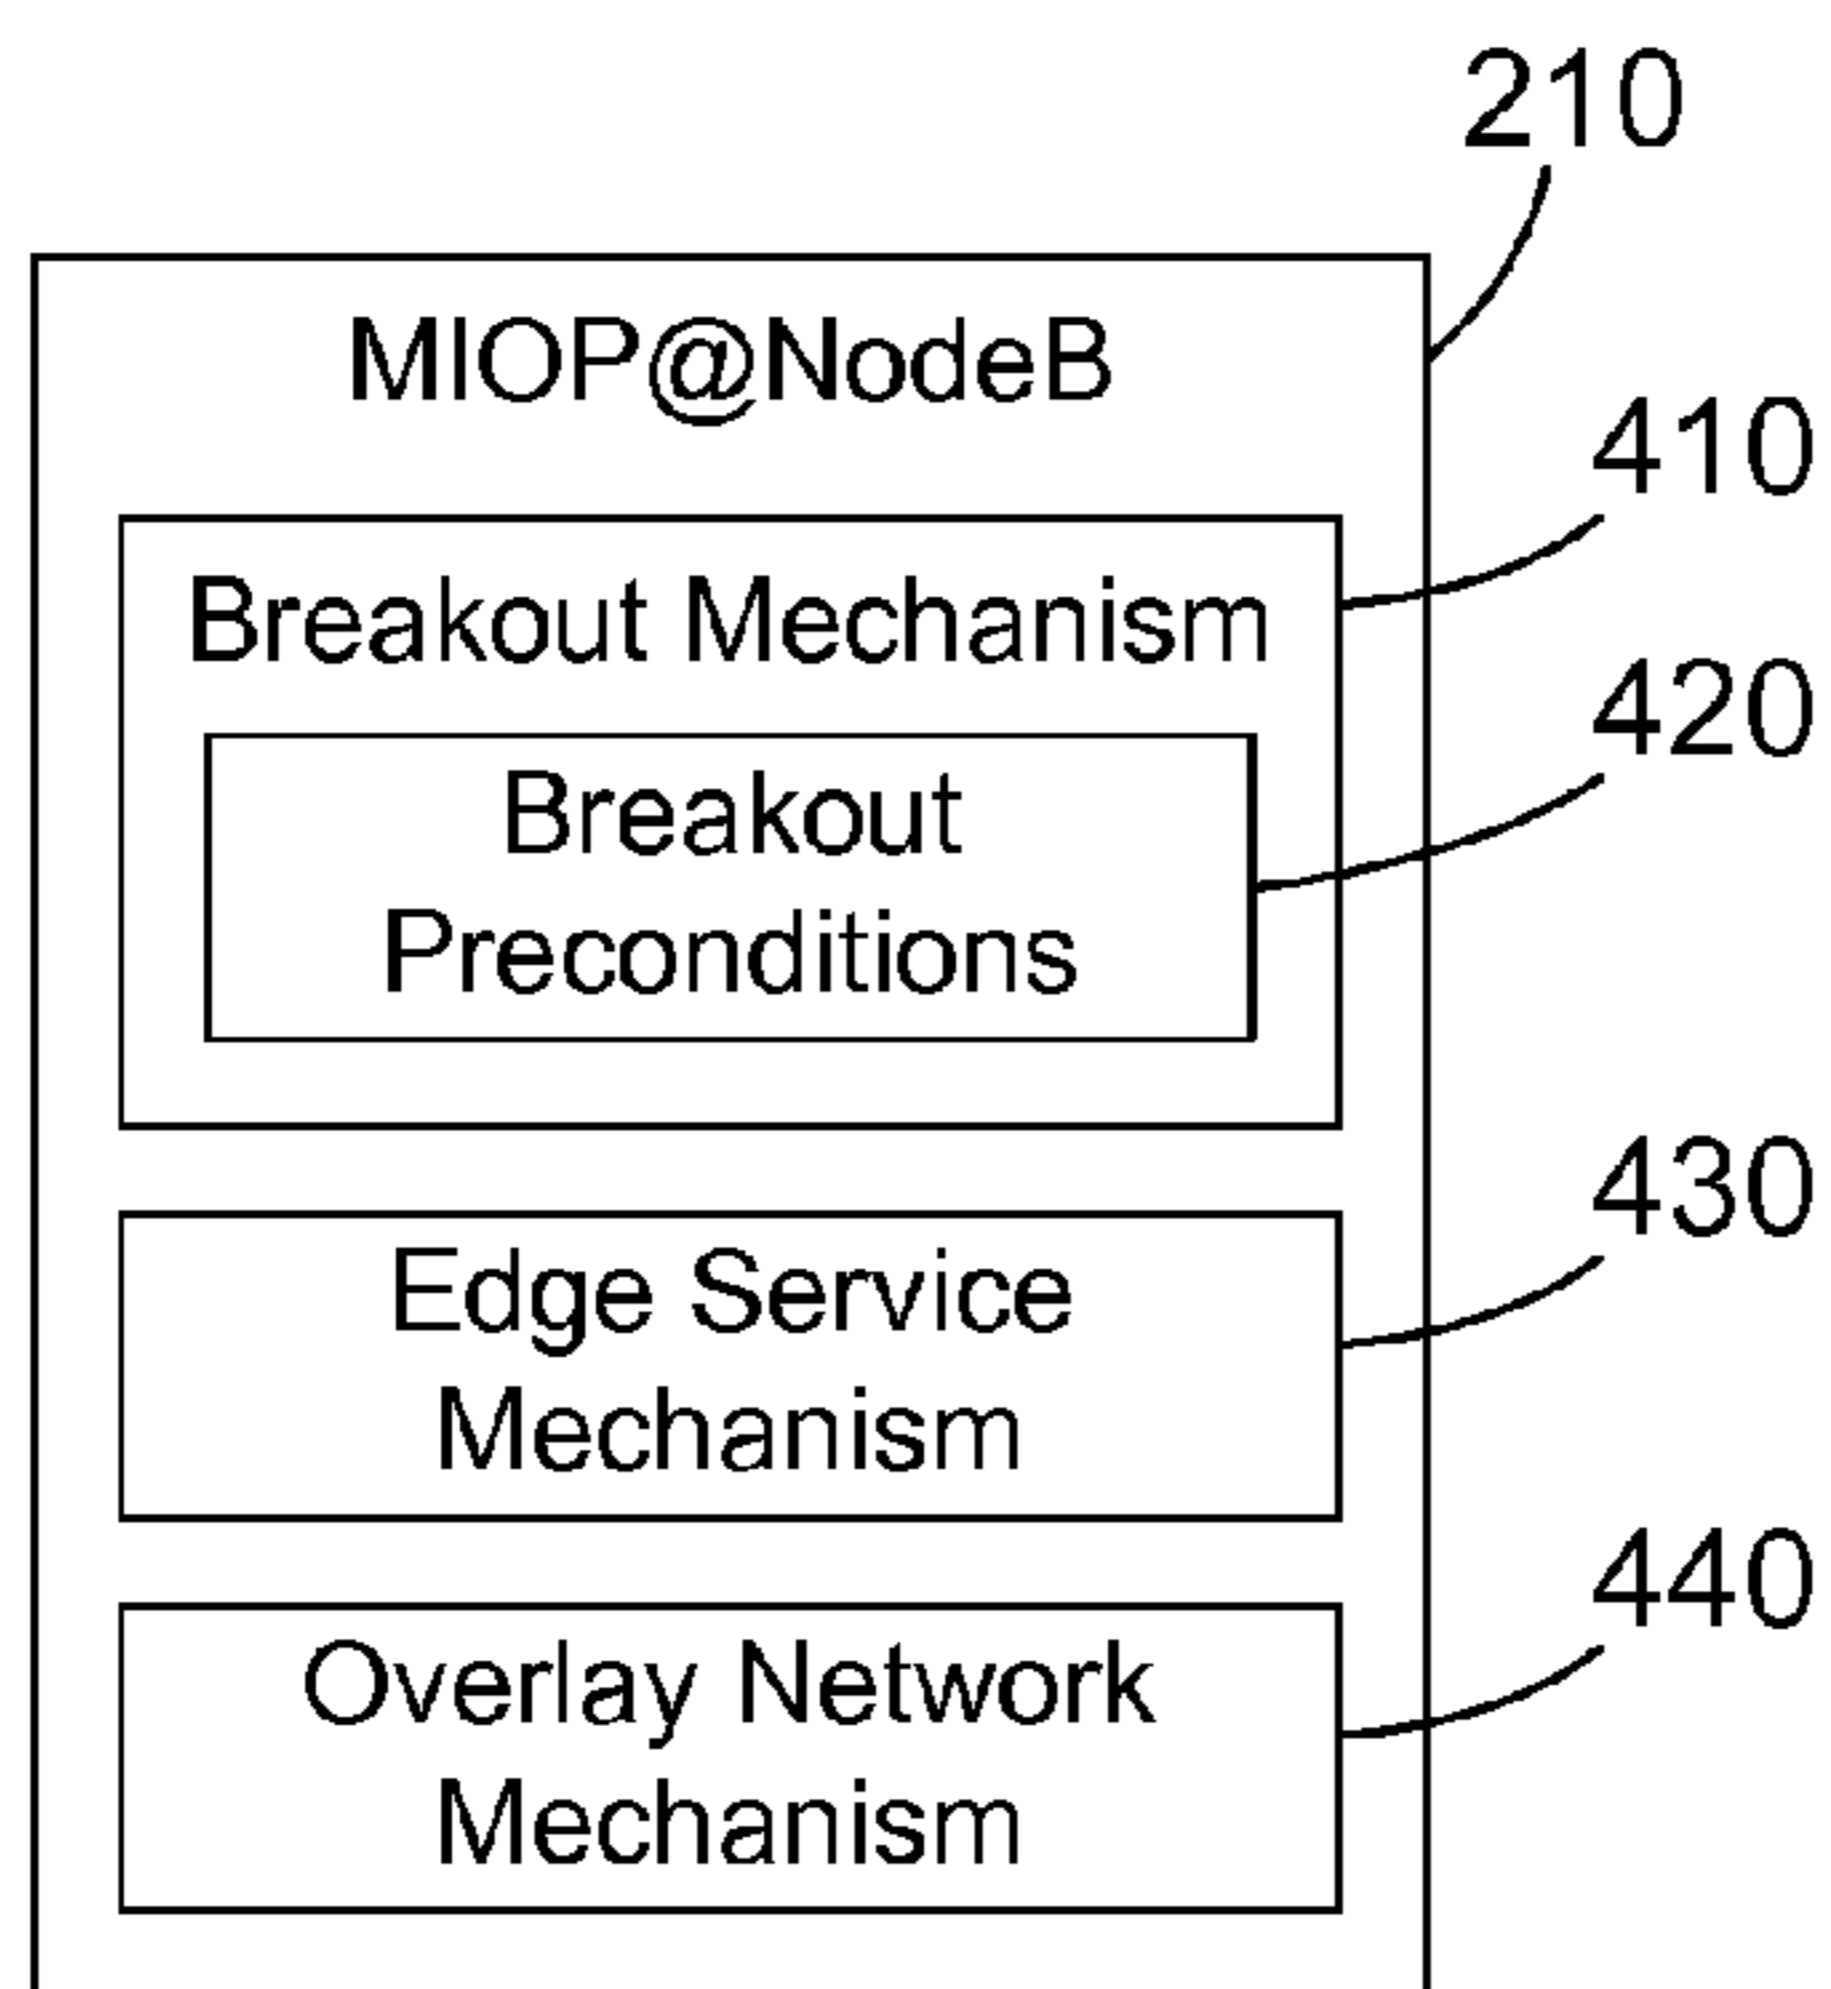 210
MIOP@NodeB
410
Breakout Mechanism
420
Breakout
Preconditions
430
Edge Service
Mechanism
440
Overlay Network
Mechanism